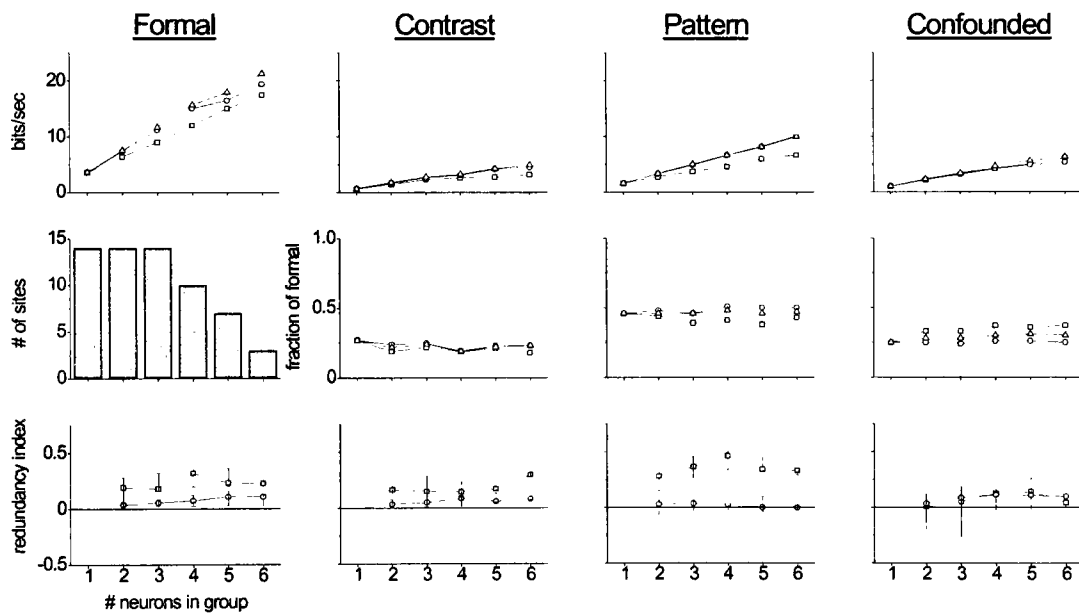 Formal Contrast Pattern Confounded
bits/sec
20
10
0
# of sites
15
10
5
0
fraction of formal
1.0
0.5
0
redundancy index
0.5
0
-0.5
1 2 3 4 5 6 1 2 3 4 5 6 1 2 3 4 5 6 1 2 3 4 5 6
# neurons in group